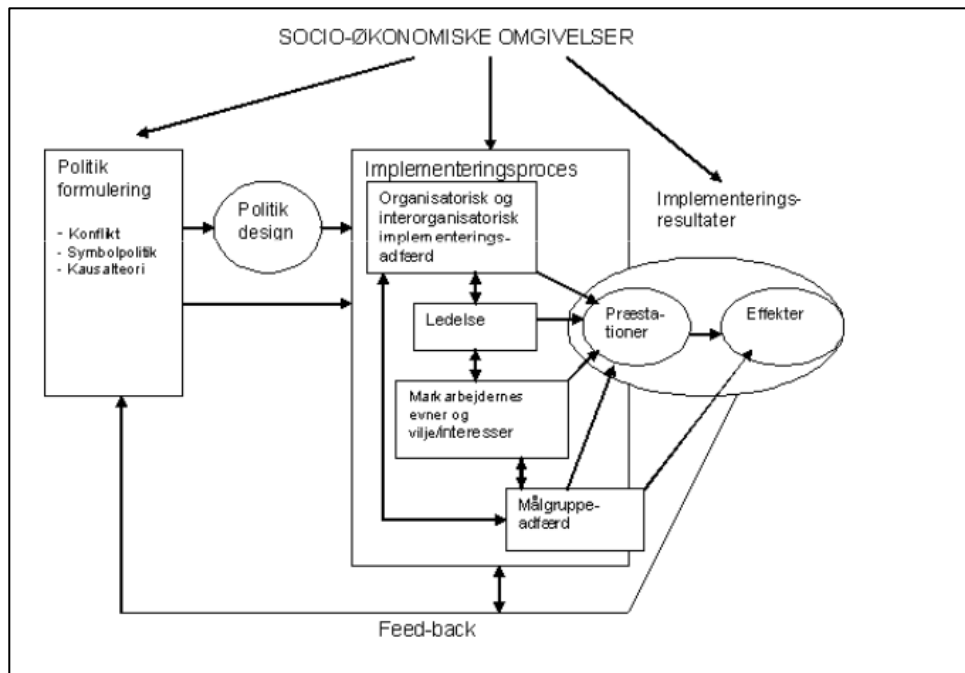 SOCIO-ØKONOMISKE OMGIVELSER
Politik
formulering
- Konflikt
- Symbolpolitik
- Kausalteori
Politik
design
Implementeringsproces
Organisatorisk og
interorganisatorisk
implementerings-
adfærd
Ledelse
Markarbejdernes
evner og
vilje/interesser
Målgruppe-
adfærd
Implementerings-
resultater
Præsta-
tioner
Effekter
Feed-back